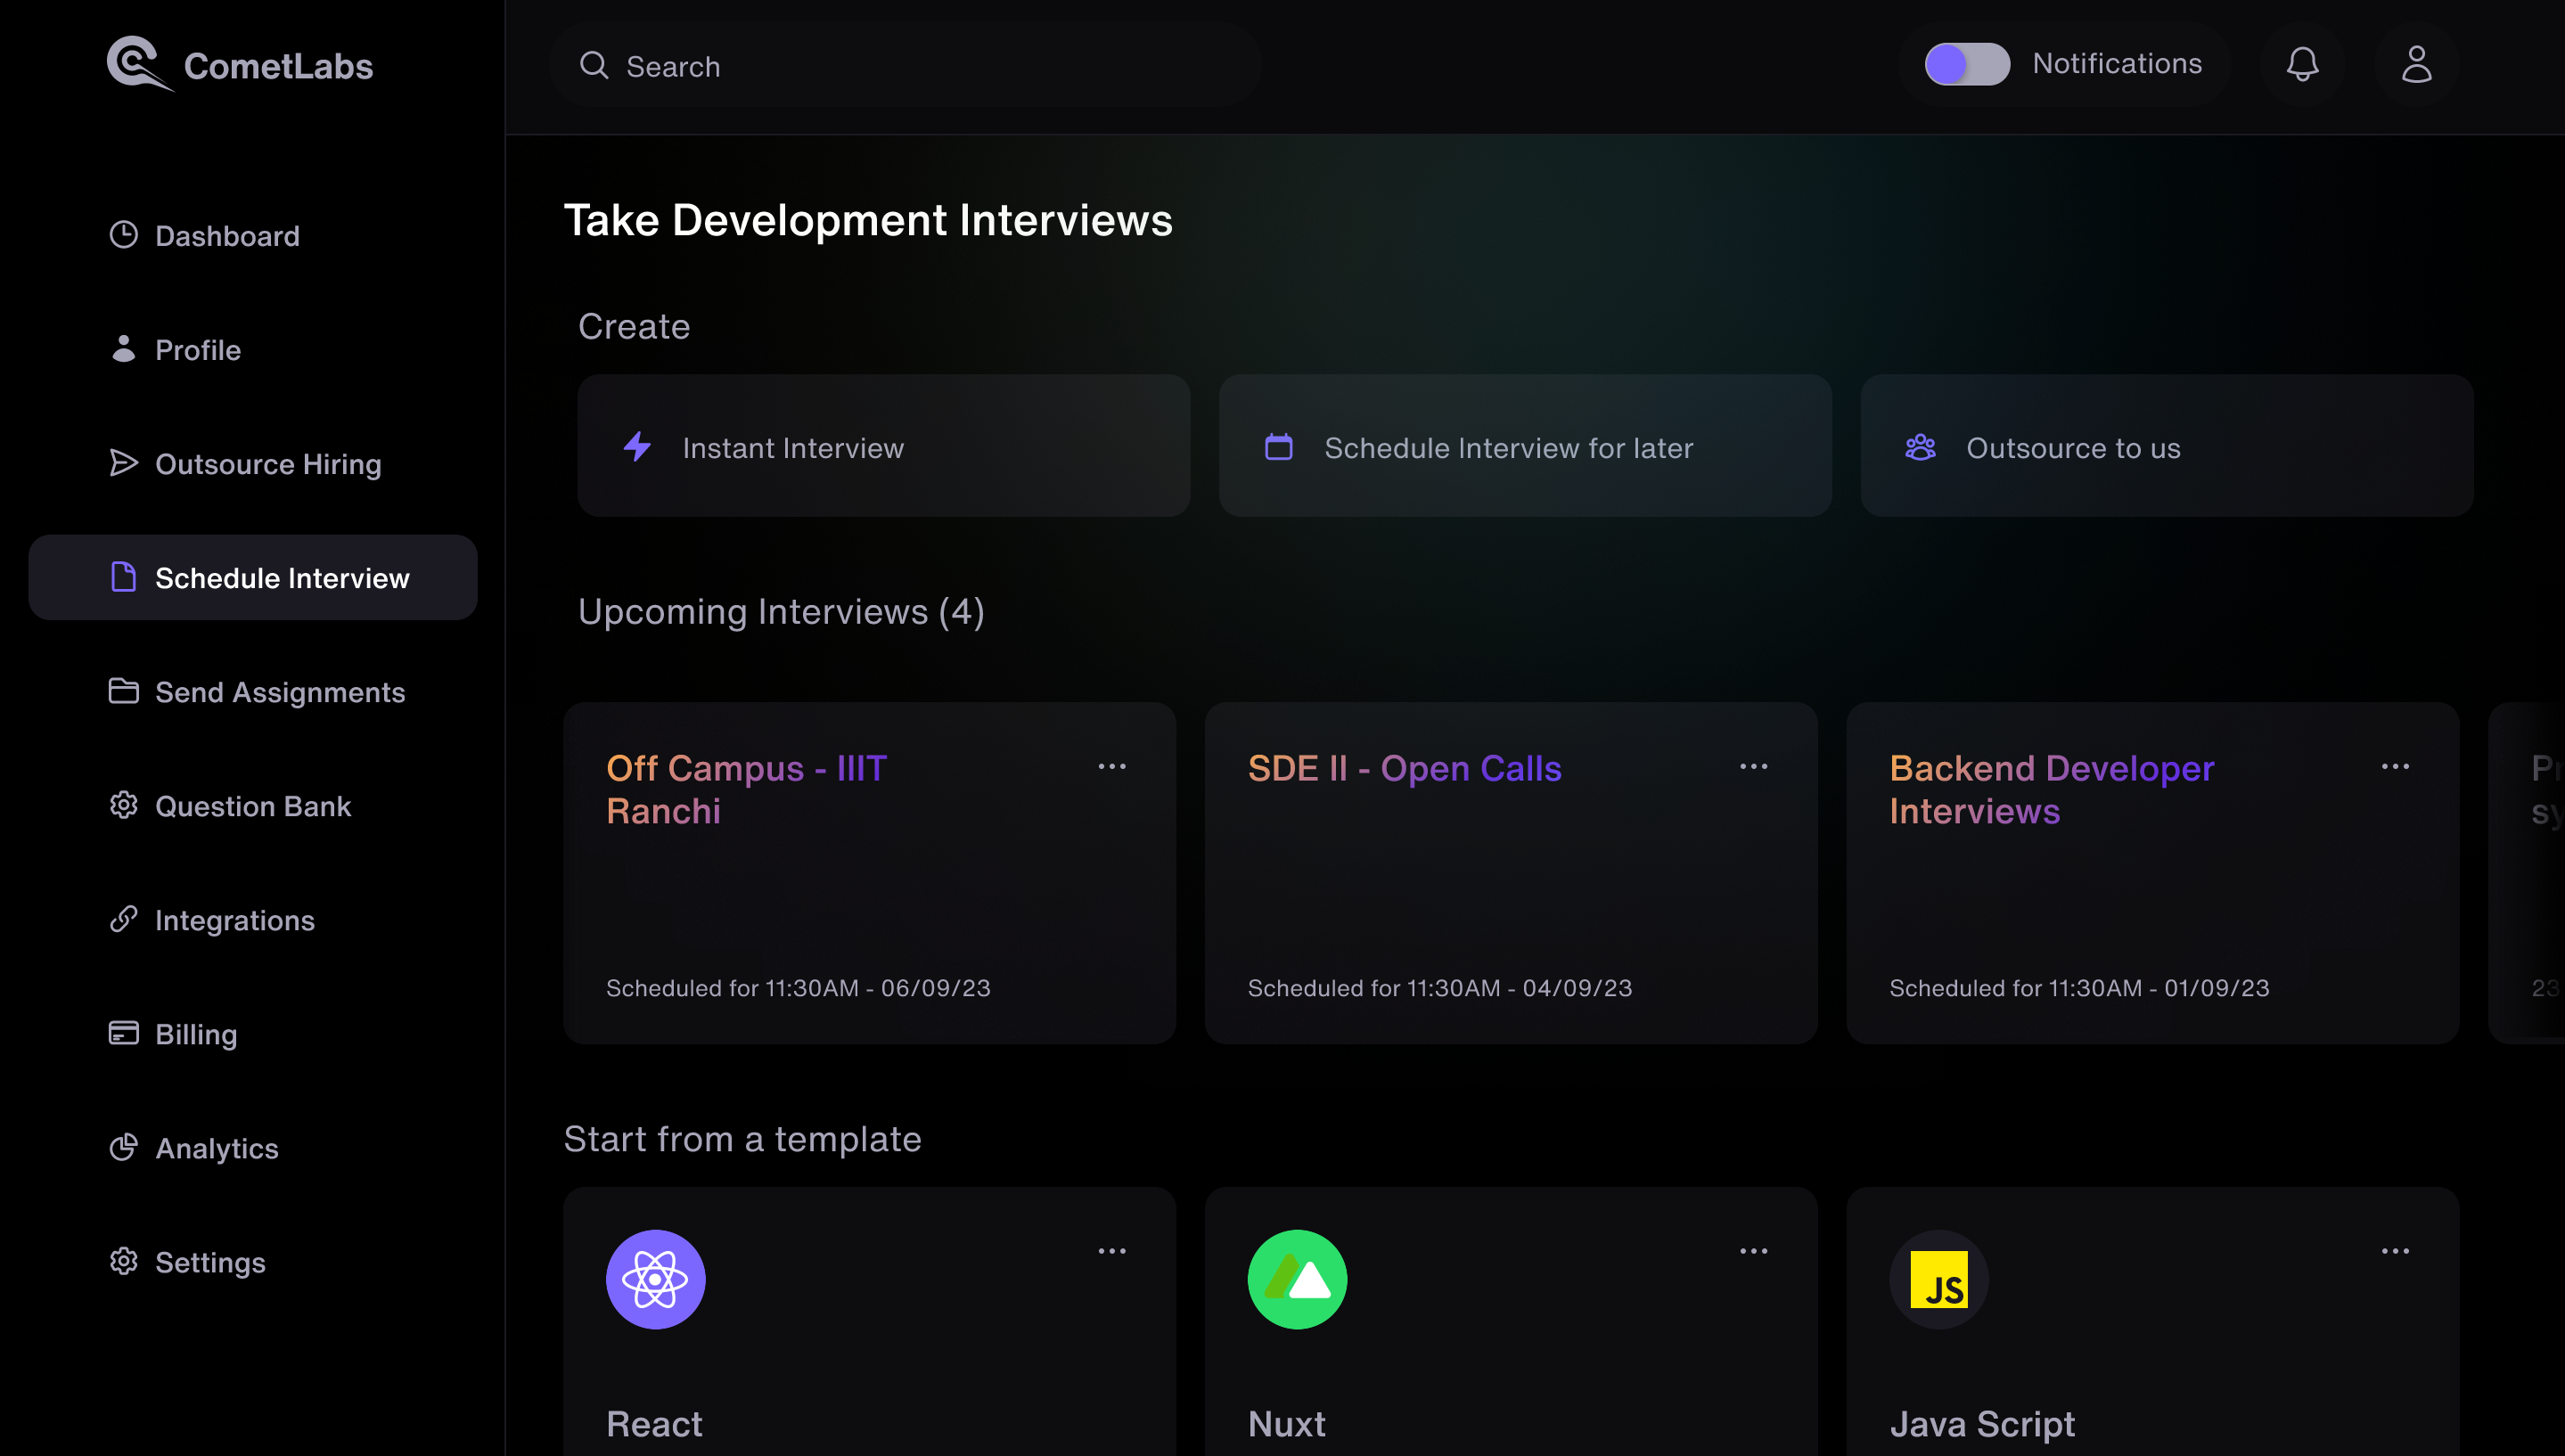 CometLabs
Search
Notifications
Dashboard
Profile
Outsource Hiring
Schedule Interview
Send Assignments
Question Bank
Integrations
Billing
Analytics
Settings
Take Development Interviews
Create
Instant Interview
Schedule Interview for later
Outsource to us
Upcoming Interviews (4)
Off Campus - IIIT
Ranchi
Scheduled for 11:30AM - 06/09/23
SDE II - Open Calls
Scheduled for 11:30AM - 04/09/23
Backend Developer
Interviews
Scheduled for 11:30AM - 01/09/23
23
Start from a template
React
Nuxt
JS
Java Script